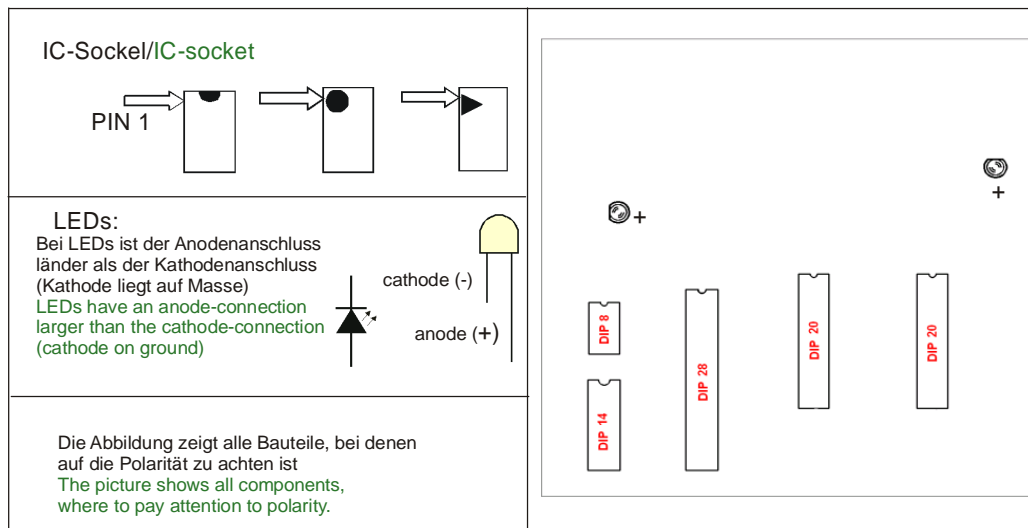 IC-Sockel/IC-socket
PIN 1
LEDs:
Bei LEDs ist der Anodenanschluss
länder als der Kathodenanschluss
(Kathode liegt auf Masse)
LEDs have an anode-connection
larger than the cathode-connection
(cathode on ground)
cathode (-)
anode (+)
Die Abbildung zeigt alle Bauteile, bei denen
auf die Polarität zu achten ist
The picture shows all components,
where to pay attention to polarity.
+
+
DIP 8
DIP 14
DIP 28
DIP 20
DIP 20